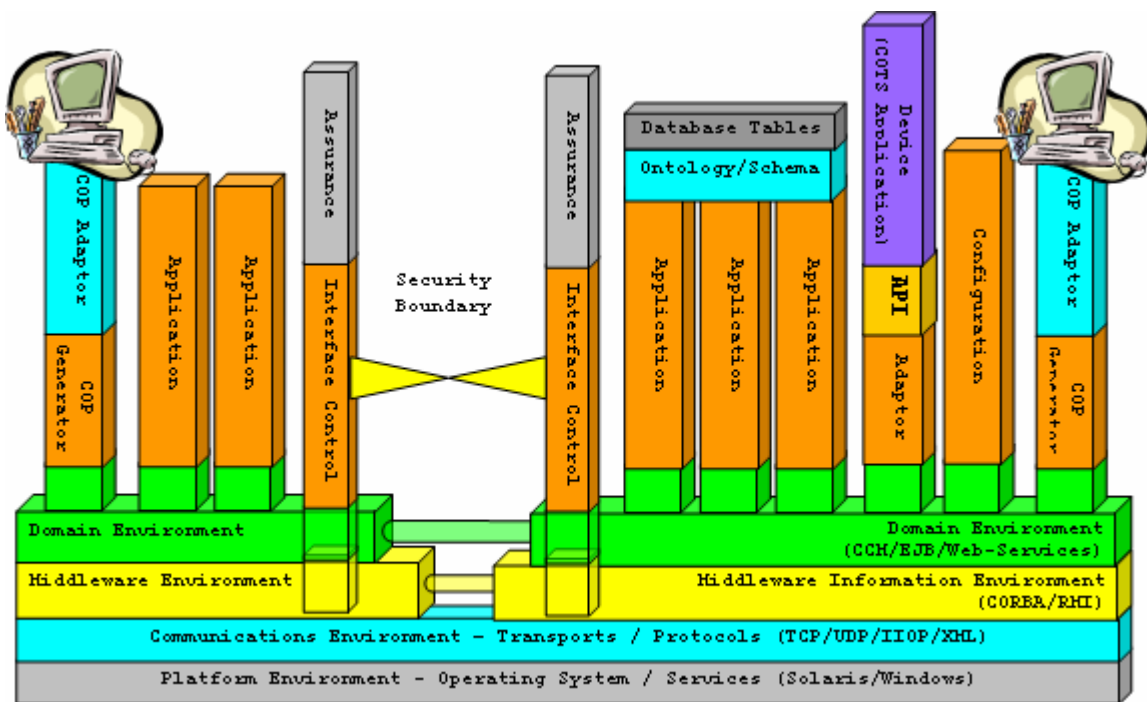 COP Adaptor
COP
Generator
Application
Application
Assurance
Interface Control
Security
Boundary
Assurance
Interface Control
Database Tables
Ontology/Schema
Application
Application
Application
Device
(COTS Application)
API
Adaptor
Configuration
COP Adaptor
COP
Generator
Domain Environment
Domain Environment
(CCM/EJB/Web-Services)
Middleware Environment
Middleware Information Environment
(CORBA/RMI)
Communications Environment - Transports / Protocols (TCP/UDP/IIOP/XML)
Platform Environment - Operating System / Services (Solaris/Windows)